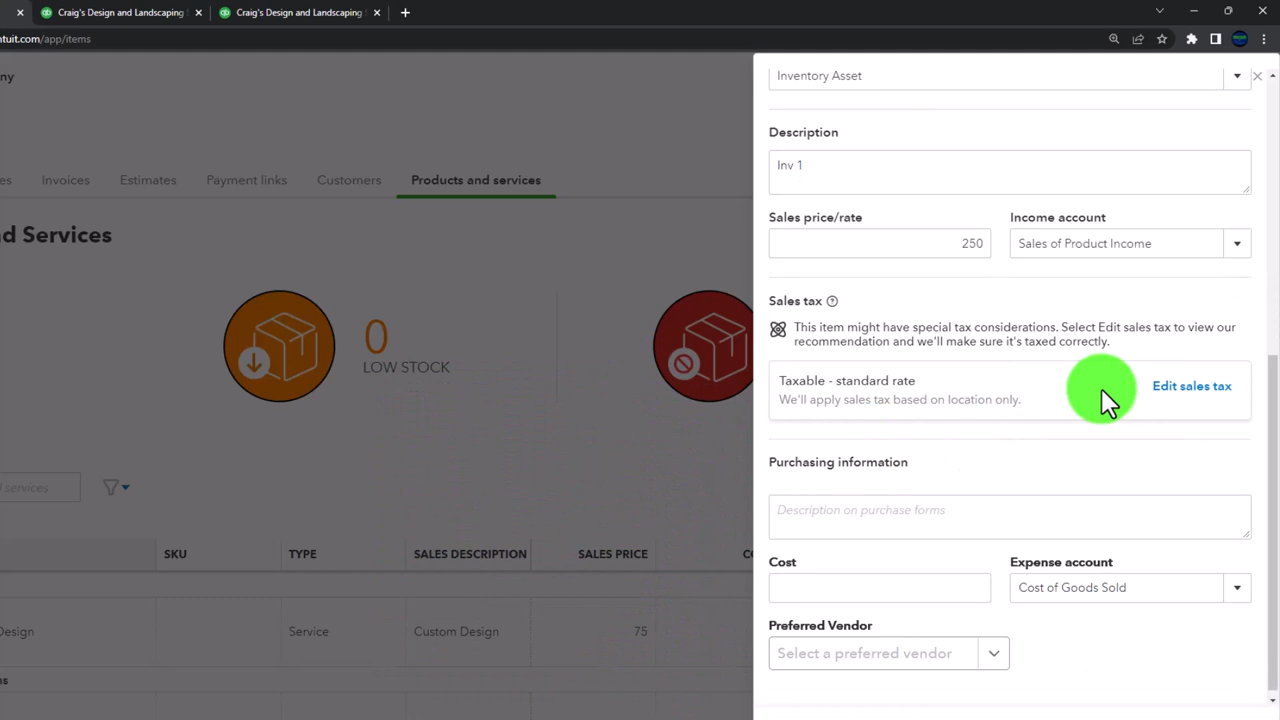 Craig's Design and Landscaping
Craig's Design and Landscaping
tuit.com/app/items
ny
es
Invoices
Estimates
Payment links
Customers
Products and services
d Services
0
LOW STOCK
d services
SKU
TYPE
SALES DESCRIPTION
SALES PRICE
CO
Design
Service
Custom Design
75
ns
Inventory Asset
Description
Inv 1
Sales price/rate
Income account
250
Sales of Product Income
Sales tax
This item might have special tax considerations. Select Edit sales tax to view our
recommendation and we'll make sure it's taxed correctly.
Taxable - standard rate
Edit sales tax
We'll apply sales tax based on location only.
Purchasing information
Description on purchase forms
Cost
Expense account
Cost of Goods Sold
Preferred Vendor
Select a preferred vendor